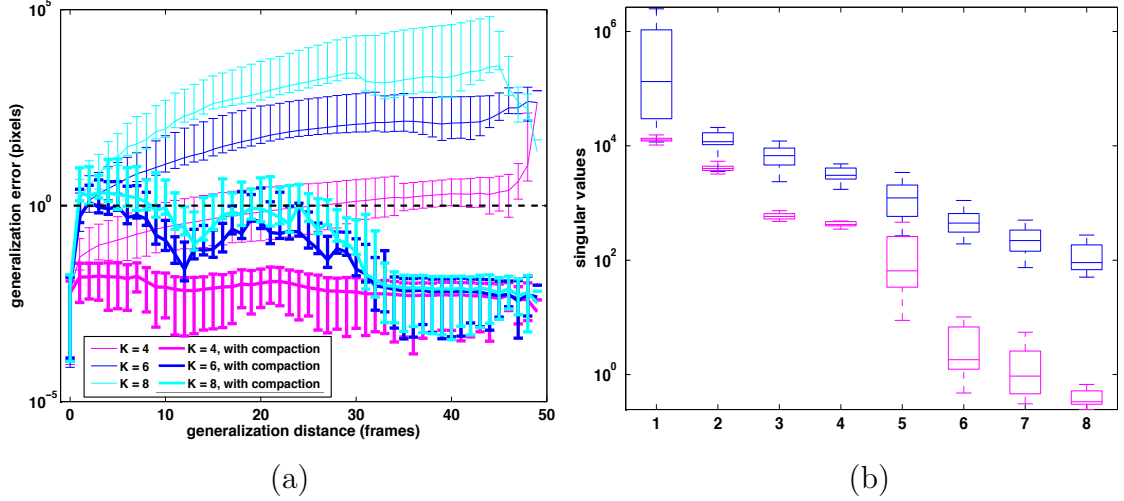 10^5
10^0
10^-5
generalization error (pixels)
K = 4
K = 6
K = 8
K = 4, with compaction
K = 6, with compaction
K = 8, with compaction
0 10 20 30 40 50
generalization distance (frames)
(a)
10^6
10^4
10^2
10^0
singular values
1 2 3 4 5 6 7 8
(b)